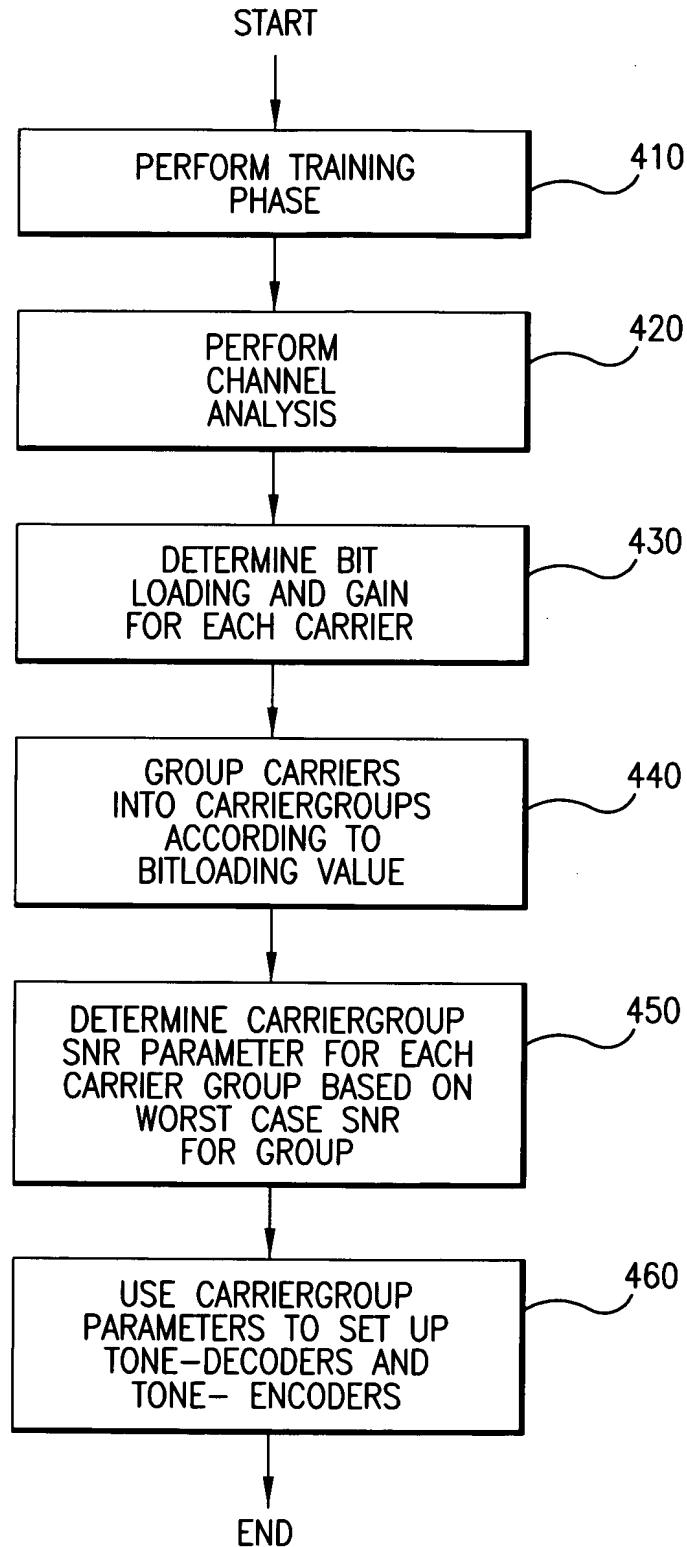 START
PERFORM TRAINING
PHASE
410
PERFORM
CHANNEL
ANALYSIS
420
DETERMINE BIT
LOADING AND GAIN
FOR EACH CARRIER
430
GROUP CARRIERS
INTO CARRIERGROUPS
ACCORDING TO
BITLOADING VALUE
440
DETERMINE CARRIERGROUP
SNR PARAMETER FOR EACH
CARRIER GROUP BASED ON
WORST CASE SNR
FOR GROUP
450
USE CARRIERGROUP
PARAMETERS TO SET UP
TONE-DECODERS AND
TONE- ENCODERS
460
END